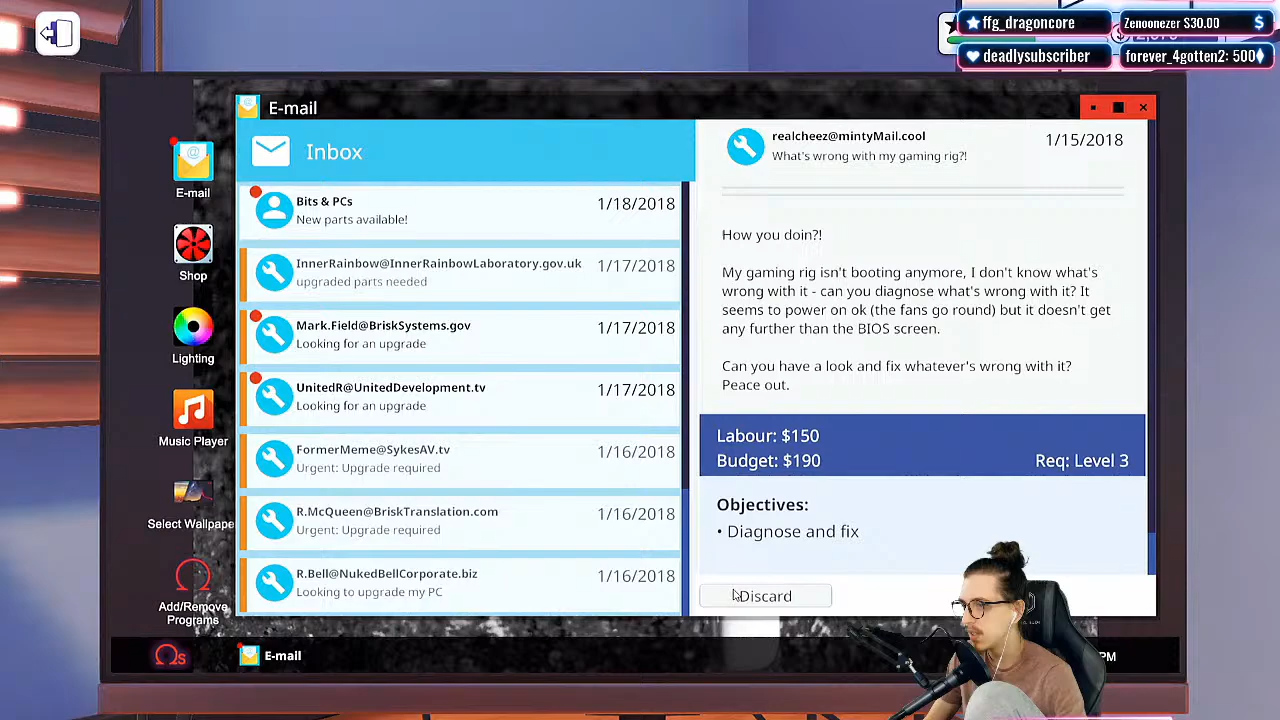 ffg_dragoncore
Zenoonezer $30.00
$
deadlysubscriber
forever_4gotten2: 500
E-mail
Inbox
E-mail
Shop
Lighting
Music Player
Select Wallpape
Add/Remove
Programs
Bits & PCs
1/18/2018
New parts available!
InnerRainbow@InnerRainbowLaboratory.gov.uk
1/17/2018
upgraded parts needed
Mark.Field@BriskSystems.gov
1/17/2018
Looking for an upgrade
UnitedR@UnitedDevelopment.tv
1/17/2018
Looking for an upgrade
FormerMeme@SykesAV.tv
1/16/2018
Urgent: Upgrade required
R.McQueen@BriskTranslation.com
1/16/2018
Urgent: Upgrade required
R.Bell@NukedBellCorporate.biz
1/16/2018
Looking to upgrade my PC
realcheez@mintyMail.cool
1/15/2018
What's wrong with my gaming rig?!
How you doin?!
My gaming rig isn't booting anymore, I don't know what's
wrong with it - can you diagnose what's wrong with it? It
seems to power on ok (the fans go round) but it doesn't get
any further than the BIOS screen.
Can you have a look and fix whatever's wrong with it?
Peace out.
Labour: $150
Budget: $190
Req: Level 3
Objectives:
• Diagnose and fix
Discard
E-mail
PM